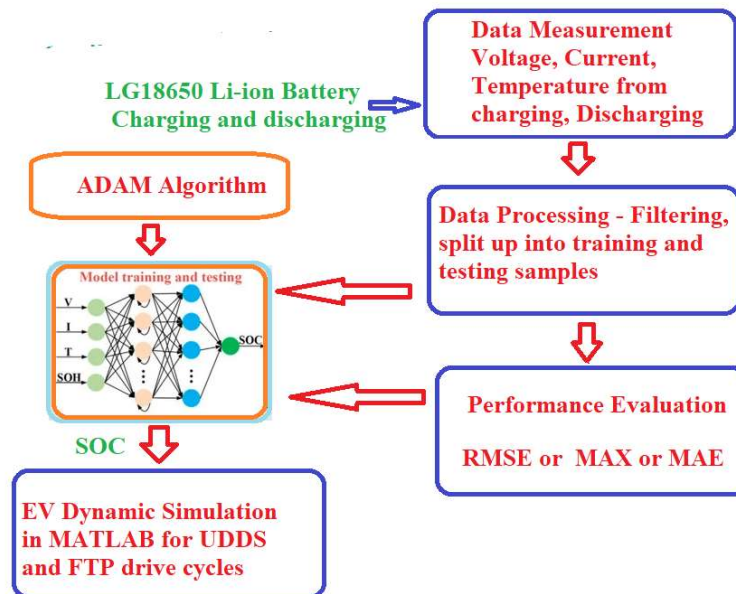 LG18650 Li-ion Battery
Charging and discharging
Data Measurement
Voltage, Current,
Temperature from
charging, Discharging
ADAM Algorithm
Data Processing - Filtering,
split up into training and
testing samples
Model training and testing
V
I
T
SOH
SOC
Performance Evaluation
RMSE or MAX or MAE
SOC
EV Dynamic Simulation
in MATLAB for UDDS
and FTP drive cycles